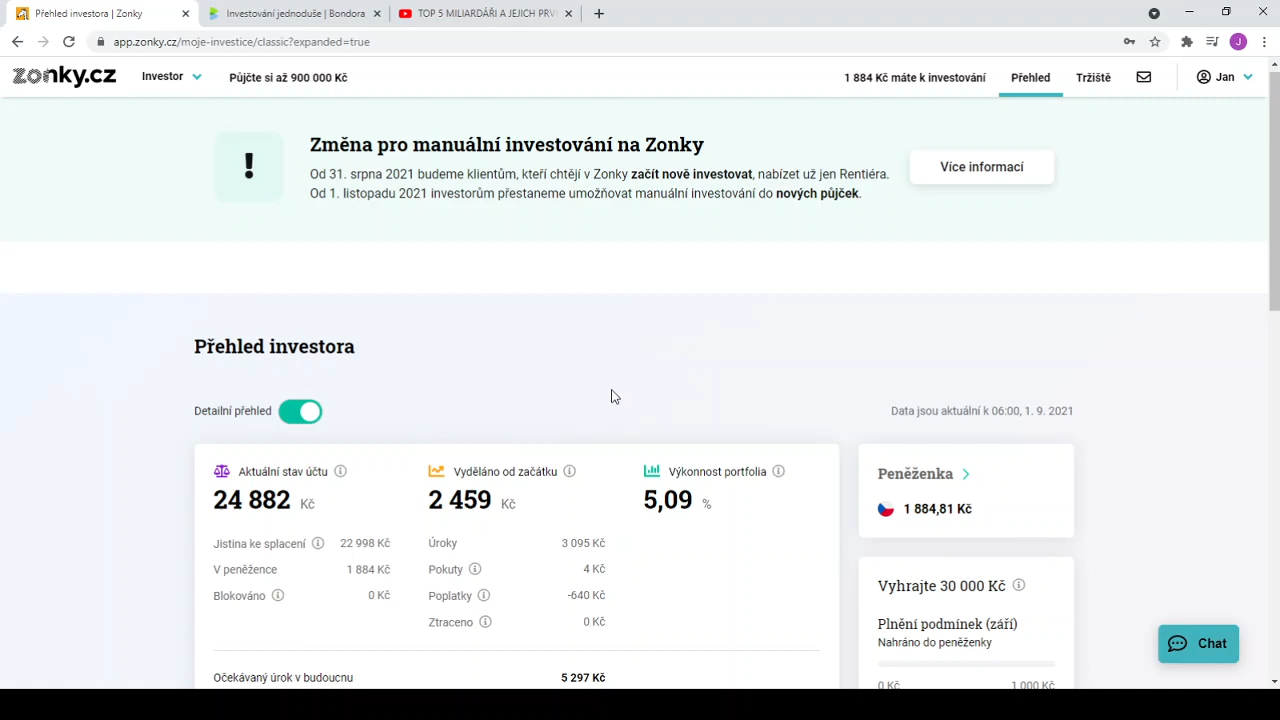 Přehled investora | Zonky
Investování jednoduše | Bondora
TOP 5 MILIARDÁŘI A JEJICH PRV
app.zonky.cz/moje-investice/classic?expanded=true
J
zonky.cz
Investor
Půjčte si až 900 000 Kč
1 884 Kč máte k investování
Přehled
Tržiště
Jan
Změna pro manuální investování na Zonky
Od 31. srpna 2021 budeme klientům, kteří chtějí v Zonky začít nově investovat, nabízet už jen Rentiéra.
Od 1. listopadu 2021 investorům přestaneme umožňovat manuální investování do nových půjček.
Více informací
Přehled investora
Detailní přehled
Data jsou aktuální k 06:00, 1. 9. 2021
Aktuální stav účtu
24 882 Kč
Jistina ke splacení 22 998 Kč
V peněžence 1 884 Kč
Blokováno 0 Kč
Vyděláno od začátku
2 459 Kč
Úroky 3 095 Kč
Pokuty 4 Kč
Poplatky -640 Kč
Ztraceno 0 Kč
Výkonnost portfolia
5,09 %
Očekávaný úrok v budoucnu 5 297 Kč
Peněženka
1 884,81 Kč
Vyhrajte 30 000 Kč
Plnění podmínek (září)
Nahráno do peněženky
0 Kč 1 000 Kč
Chat